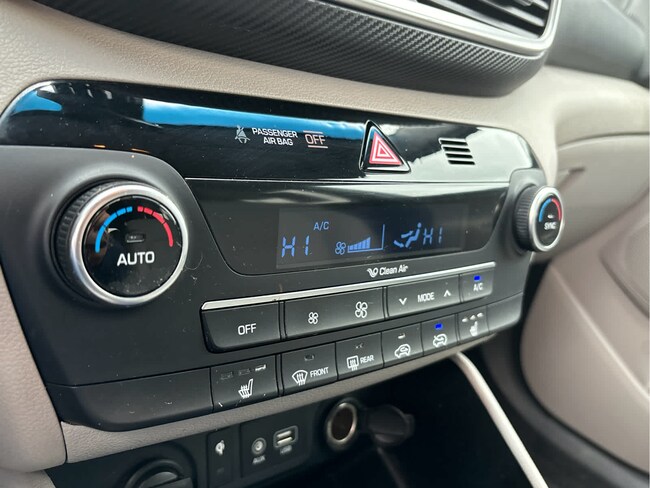 PASSENGER
AIR BAG OFF
A/C
HI HI
Clean Air
AUTO
SYNC
OFF
MODE
A/C
FRONT
REAR
AUX
USB